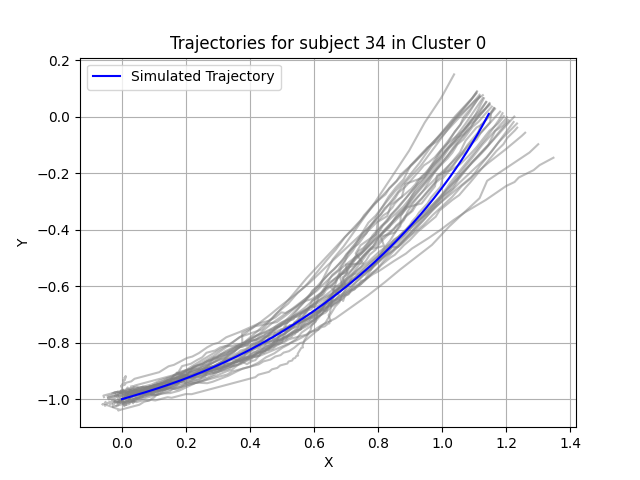 Trajectories for subject 34 in Cluster 0
Simulated Trajectory
0.2
0.0
−0.2
−0.4
−0.6
−0.8
−1.0
Y
0.0 0.2 0.4 0.6 0.8 1.0 1.2 1.4
X